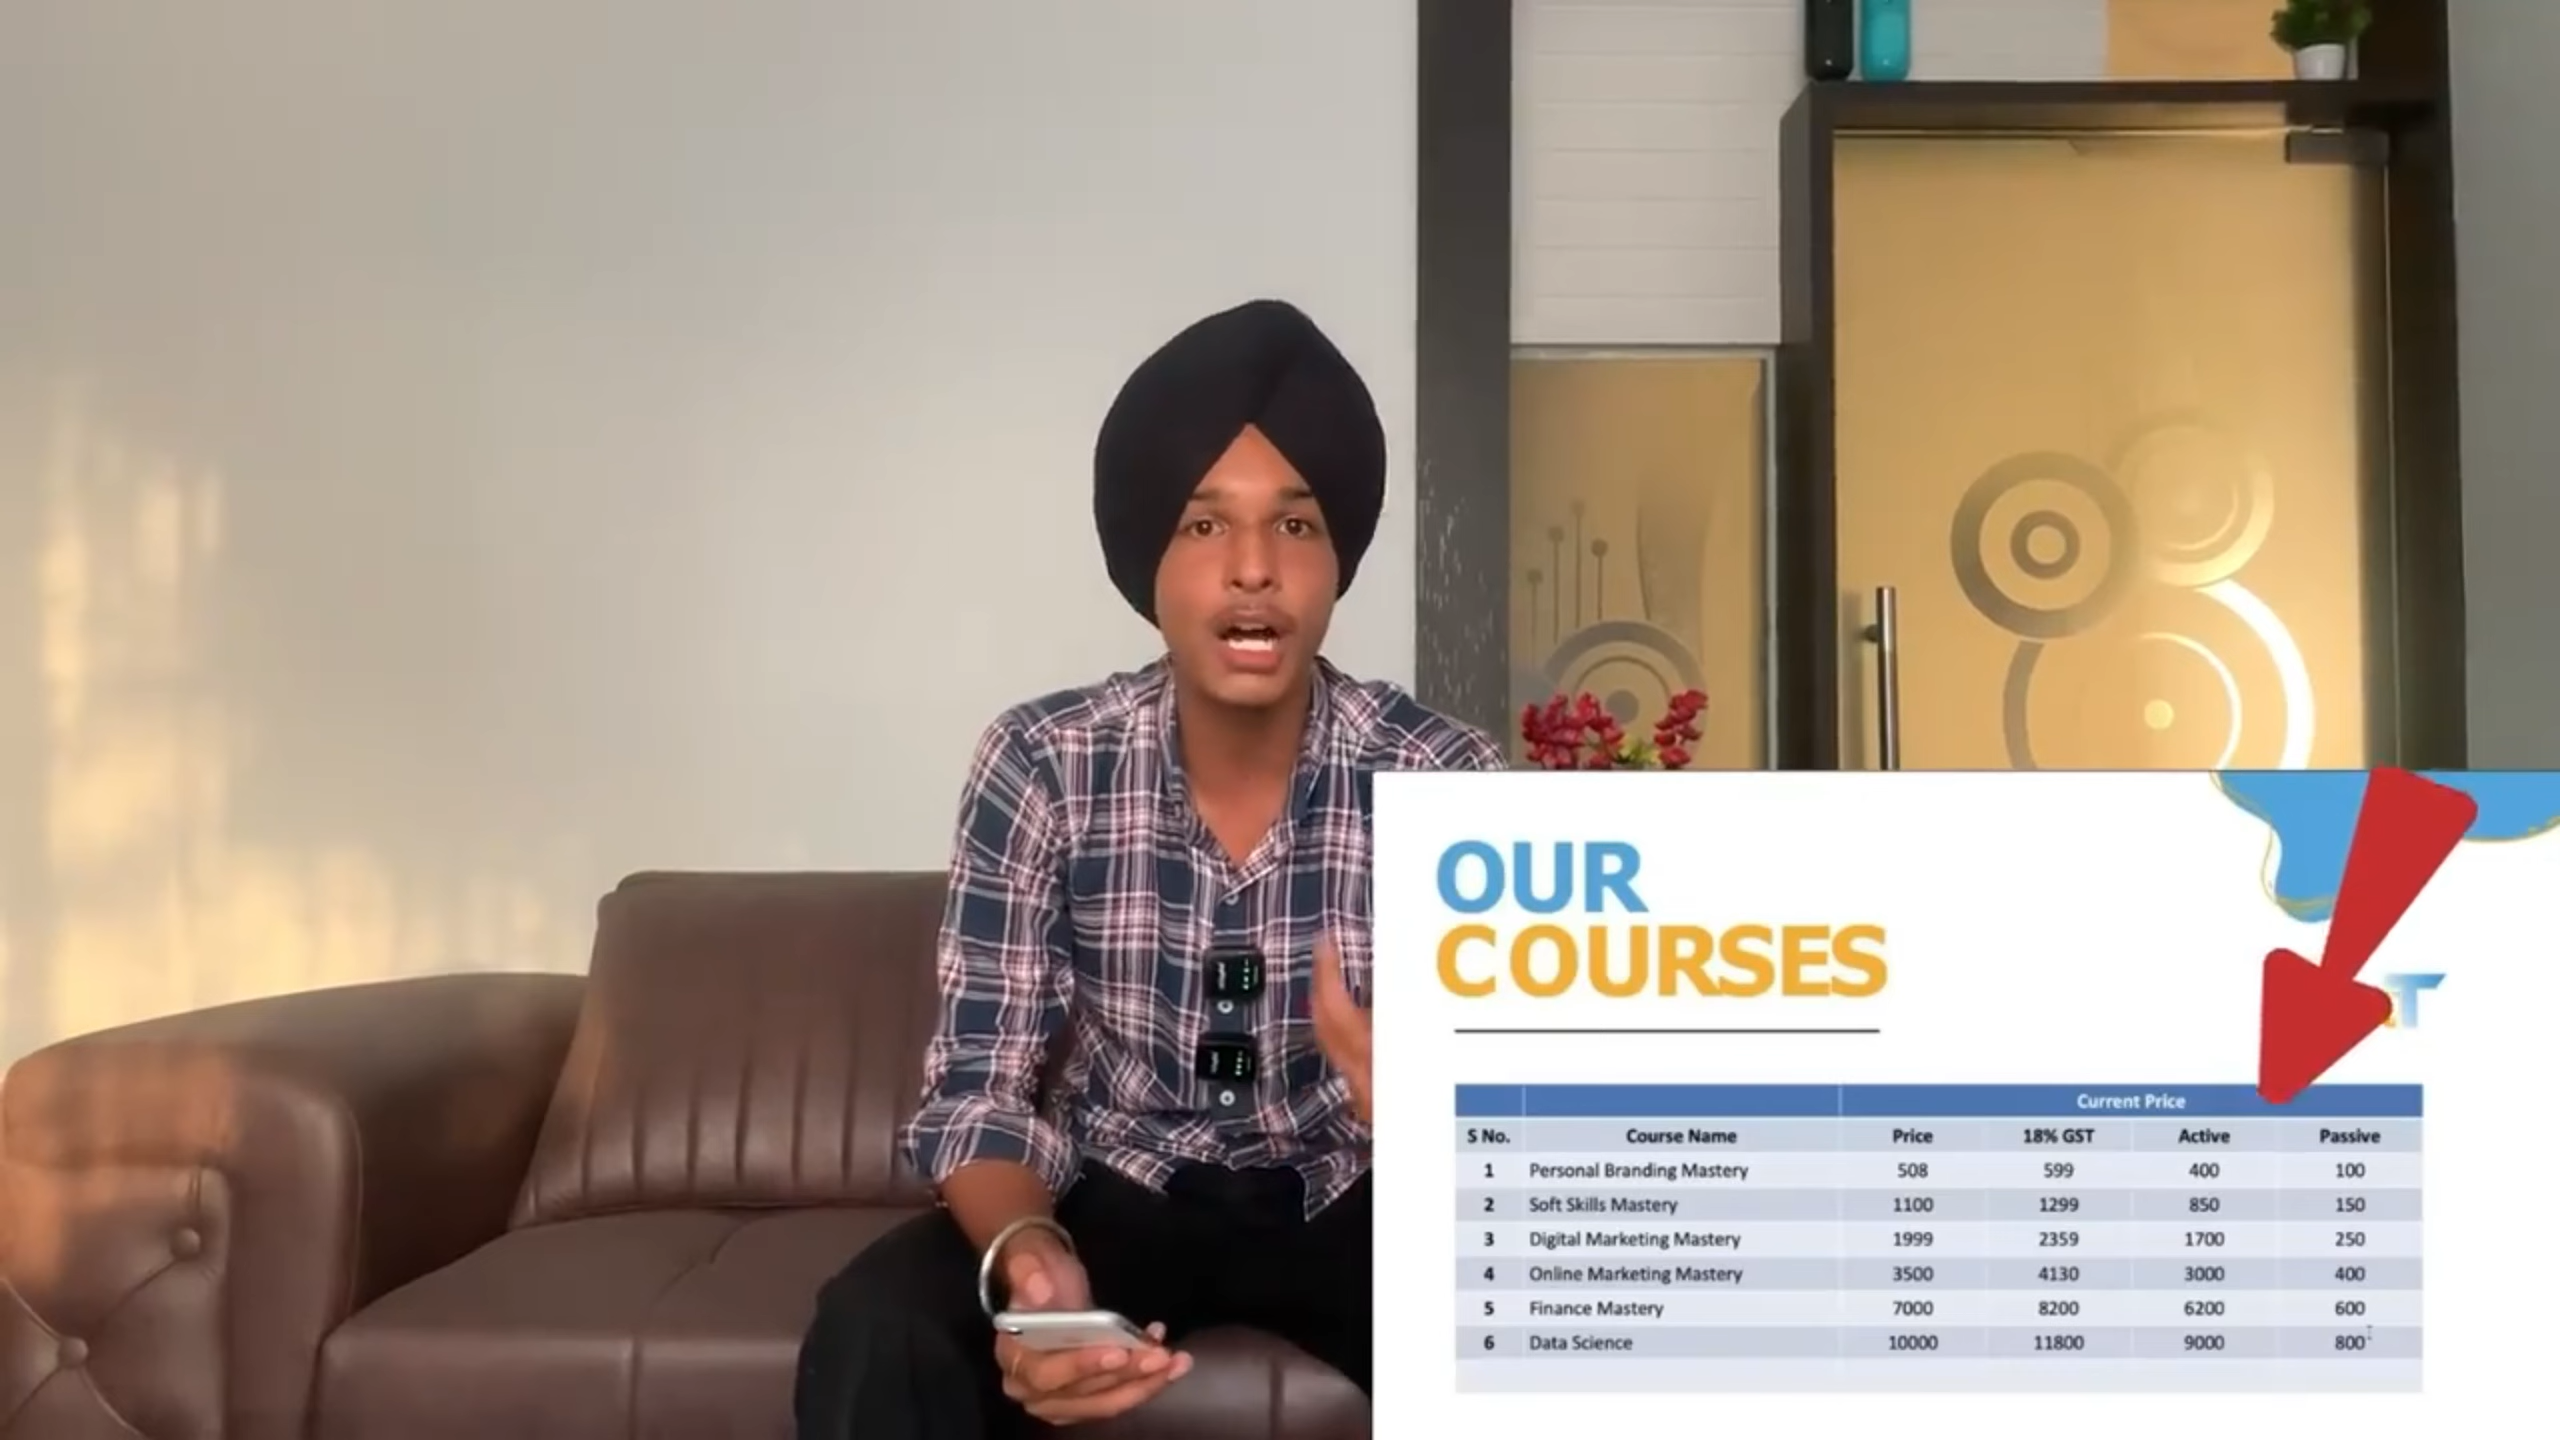 OUR
COURSES
T
Current Price
S No. Course Name Price 18% GST Active Passive
1 Personal Branding Mastery 508 599 400 100
2 Soft Skills Mastery 1100 1299 850 150
3 Digital Marketing Mastery 1999 2359 1700 250
4 Online Marketing Mastery 3500 4130 3000 400
5 Finance Mastery 7000 8200 6200 600
6 Data Science 10000 11800 9000 800